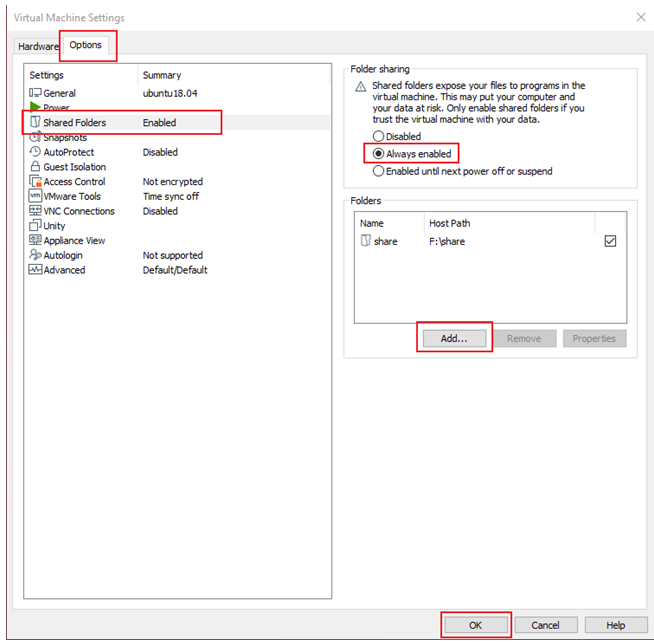 Virtual Machine Settings
Hardware Options
Settings Summary
General ubuntu18.04
Power
Shared Folders Enabled
Snapshots
AutoProtect Disabled
Guest Isolation
Access Control Not encrypted
vm VMware Tools Time sync off
VNC Connections Disabled
Unity
Appliance View
Autologin Not supported
Advanced Default/Default
Folder sharing
Shared folders expose your files to programs in the
virtual machine. This may put your computer and
your data at risk. Only enable shared folders if you
trust the virtual machine with your data.
Disabled
Always enabled
Enabled until next power off or suspend
Folders
Name Host Path
share F:\share
Add... Remove Properties
OK Cancel Help